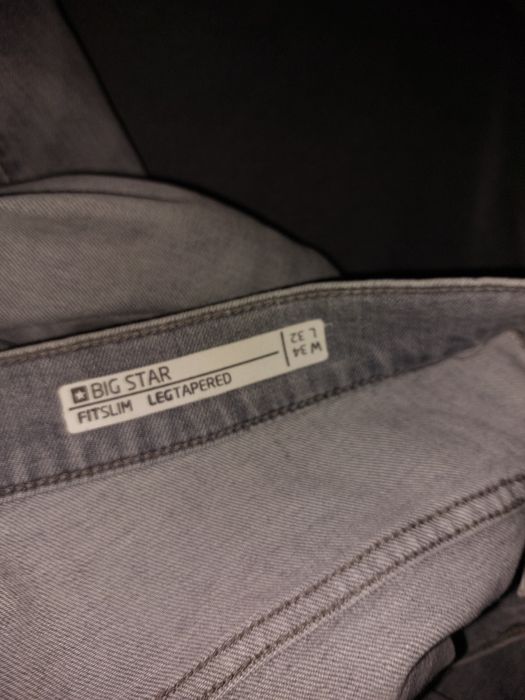 BIG STAR
FITSLIM LEGTAPERED
W 34
L 32